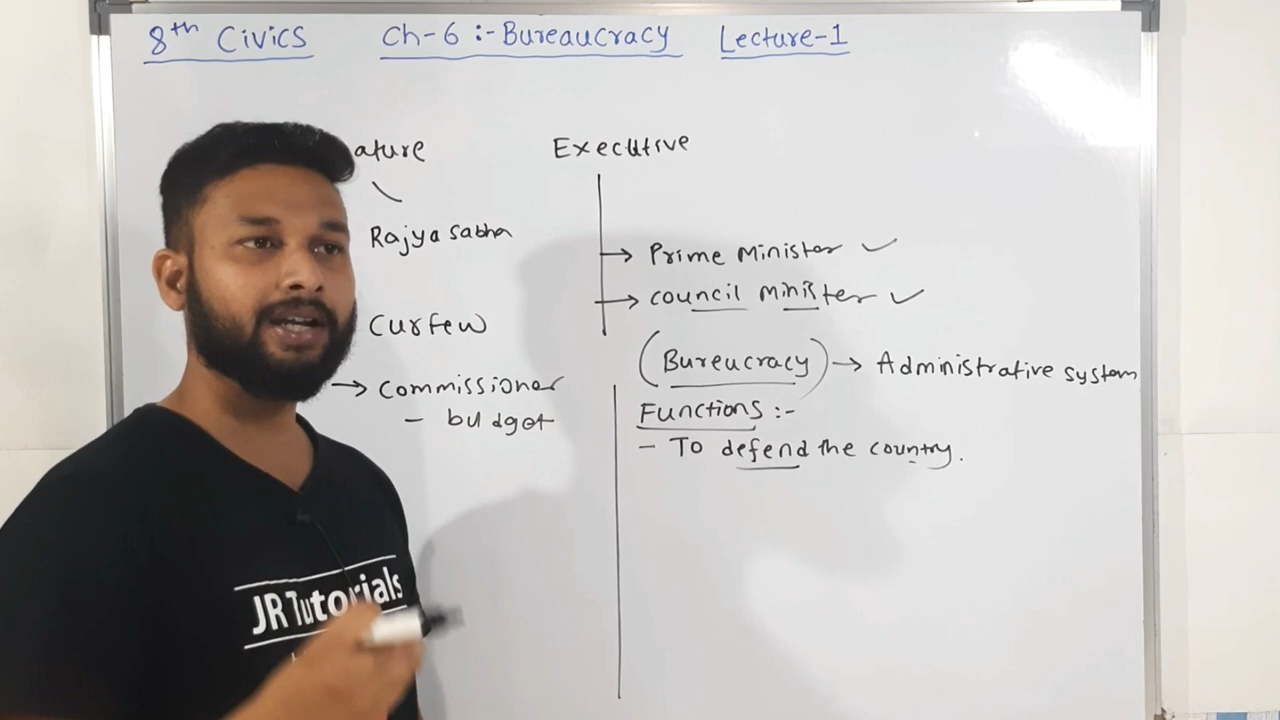 8th Civics Ch-6 :- Bureaucracy Lecture-1
ature Executive
Rajya sabha
→ Prime Minister ✓
→ council minister ✓
Curfew
(Bureucracy) → Administrative system
→ Commissioner
- budget
Functions :-
- To defend the country.
JR Tutorials